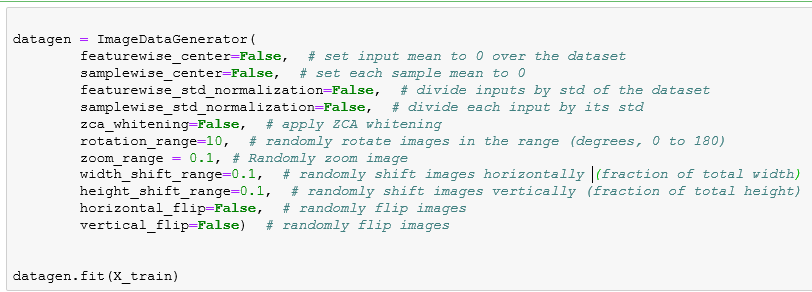 datagen = ImageDataGenerator(
        featurewise_center=False,  # set input mean to 0 over the dataset
        samplewise_center=False,  # set each sample mean to 0
        featurewise_std_normalization=False,  # divide inputs by std of the dataset
        samplewise_std_normalization=False,  # divide each input by its std
        zca_whitening=False,  # apply ZCA whitening
        rotation_range=10,  # randomly rotate images in the range (degrees, 0 to 180)
        zoom_range = 0.1, # Randomly zoom image
        width_shift_range=0.1,  # randomly shift images horizontally (fraction of total width)
        height_shift_range=0.1,  # randomly shift images vertically (fraction of total height)
        horizontal_flip=False,  # randomly flip images
        vertical_flip=False)  # randomly flip images
datagen.fit(X_train)